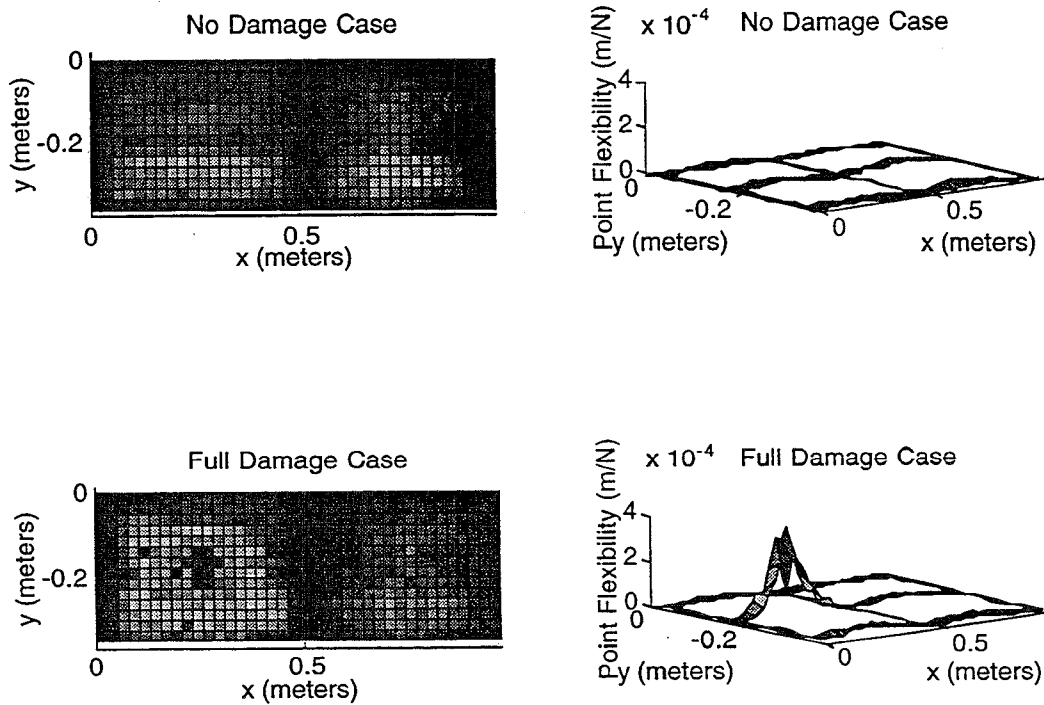 No Damage Case
0
-0.2
y (meters)
0
0.5
x (meters)
x 10-4 No Damage Case
Point Flexibility (m/N)
4
2
0
0
-0.2
0
0.5
Py (meters)
x (meters)
Full Damage Case
0
-0.2
y (meters)
0
0.5
x (meters)
x 10-4 Full Damage Case
Point Flexibility (m/N)
4
2
0
0
-0.2
0
0.5
Py (meters)
x (meters)